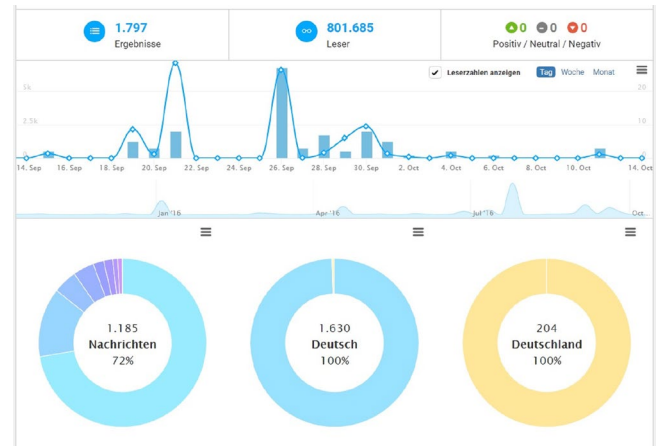 1.797
Ergebnisse
801.685
Leser
0 0 0
Positiv / Neutral / Negativ
Leserzahlen anzeigen Tag Woche Monat
5k 20
2.5k 10
0
14. Sep 16. Sep 18. Sep 20. Sep 22. Sep 24. Sep 26. Sep 28. Sep 30. Sep 2. Oct 4. Oct 6. Oct 8. Oct 10. Oct 14. Oct
Jan '16 Apr '16 Jul '16 Oct
1.185
Nachrichten
72%
1.630
Deutsch
100%
204
Deutschland
100%